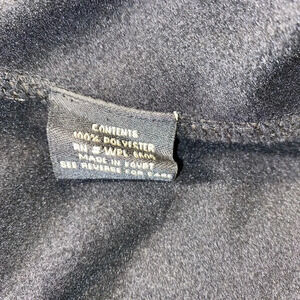 CONTENTS
100% POLYESTER
MADE IN EGYPT
SEE REVERSE FOR CARE